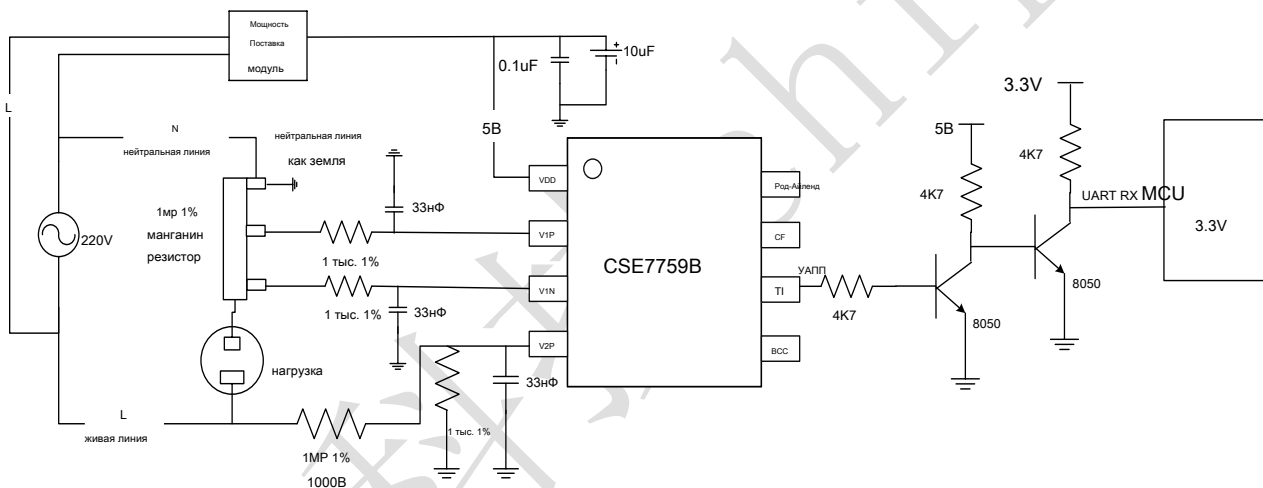 Мощность
Поставка
модуль
0.1uF
10uF
3.3V
L
5В
5В
N
нейтральная линия
нейтральная линия
как земля
4K7
4K7
UART RX MCU
3.3V
VDD
Род-Айленд
33нФ
1мр 1%
манганин
резистор
220V
V1P
CF
1 тыс. 1%
CSE7759B
V1N
УАПП
TI
8050
1 тыс. 1%
33нФ
4K7
8050
V2P
ВСС
нагрузка
33нФ
L
живая линия
1 тыс. 1%
1МР 1%
1000В